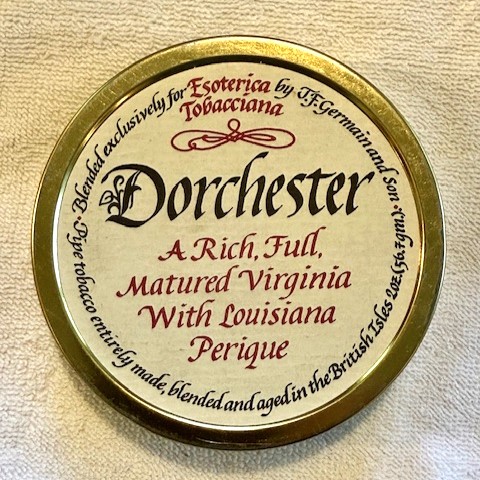 Blended exclusively for Esoterica Tobacciana by J.F. Germain and Son •
Dorchester
A Rich, Full,
Matured Virginia
With Louisiana
Perique
• Pipe tobacco entirely made, blended and aged in the British Isles 2oz (56.7gm).